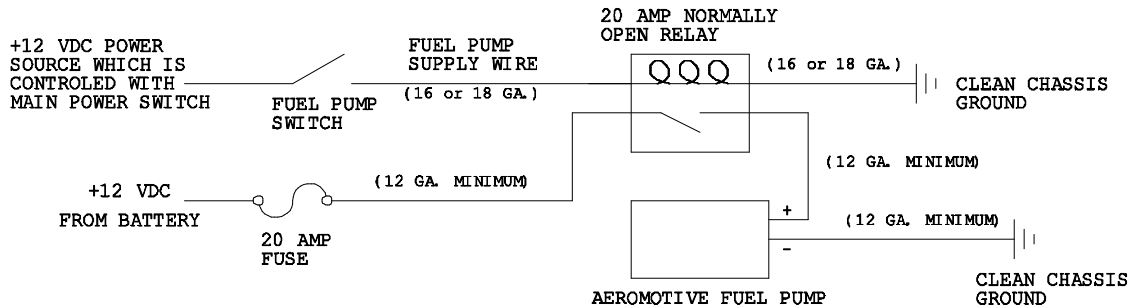 20 AMP NORMALLY
OPEN RELAY
+12 VDC POWER
SOURCE WHICH IS
CONTROLED WITH
MAIN POWER SWITCH
FUEL PUMP
SUPPLY WIRE
(16 or 18 GA.)
FUEL PUMP
SWITCH
(16 or 18 GA.)
CLEAN CHASSIS
GROUND
(12 GA. MINIMUM)
+12 VDC
FROM BATTERY
(12 GA. MINIMUM)
20 AMP
FUSE
+
-
(12 GA. MINIMUM)
CLEAN CHASSIS
GROUND
AEROMOTIVE FUEL PUMP